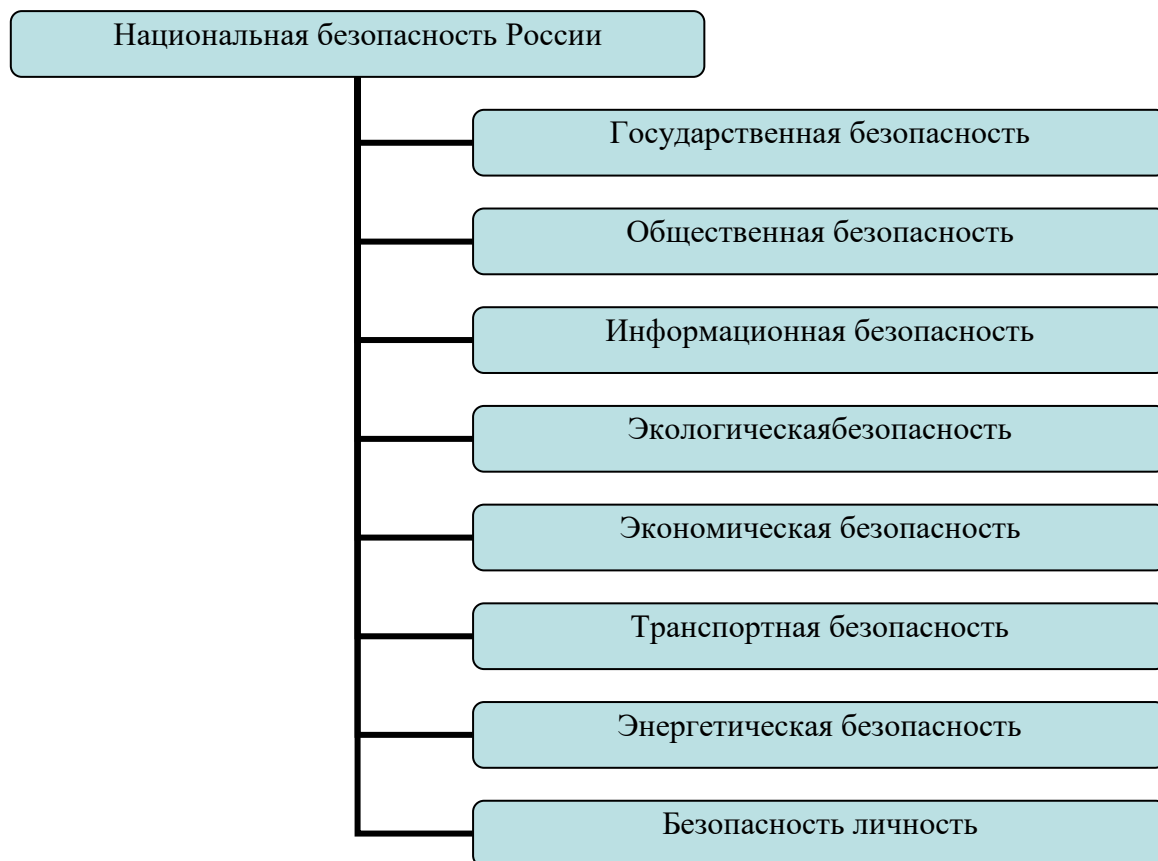 Национальная безопасность России
Государственная безопасность
Общественная безопасность
Информационная безопасность
Экологическаябезопасность
Экономическая безопасность
Транспортная безопасность
Энергетическая безопасность
Безопасность личность